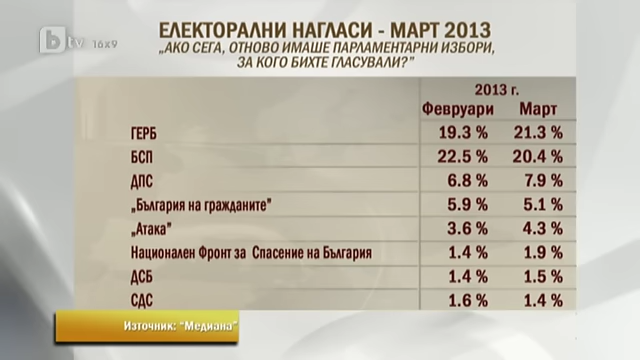 btv 16x9
ЕЛЕКТОРАЛНИ НАГЛАСИ - МАРТ 2013
„АКО СЕГА, ОТНОВО ИМАШЕ ПАРЛАМЕНТАРНИ ИЗБОРИ,
ЗА КОГО БИХТЕ ГЛАСУВАЛИ?”
2013 г.
Февруари Март
ГЕРБ 19.3 % 21.3 %
БСП 22.5 % 20.4 %
ДПС 6.8 % 7.9 %
„България на гражданите” 5.9 % 5.1 %
„Атака” 3.6 % 4.3 %
Национален Фронт за Спасение на България 1.4 % 1.9 %
ДСБ 1.4 % 1.5 %
СДС 1.6 % 1.4 %
Източник: “Медиана”